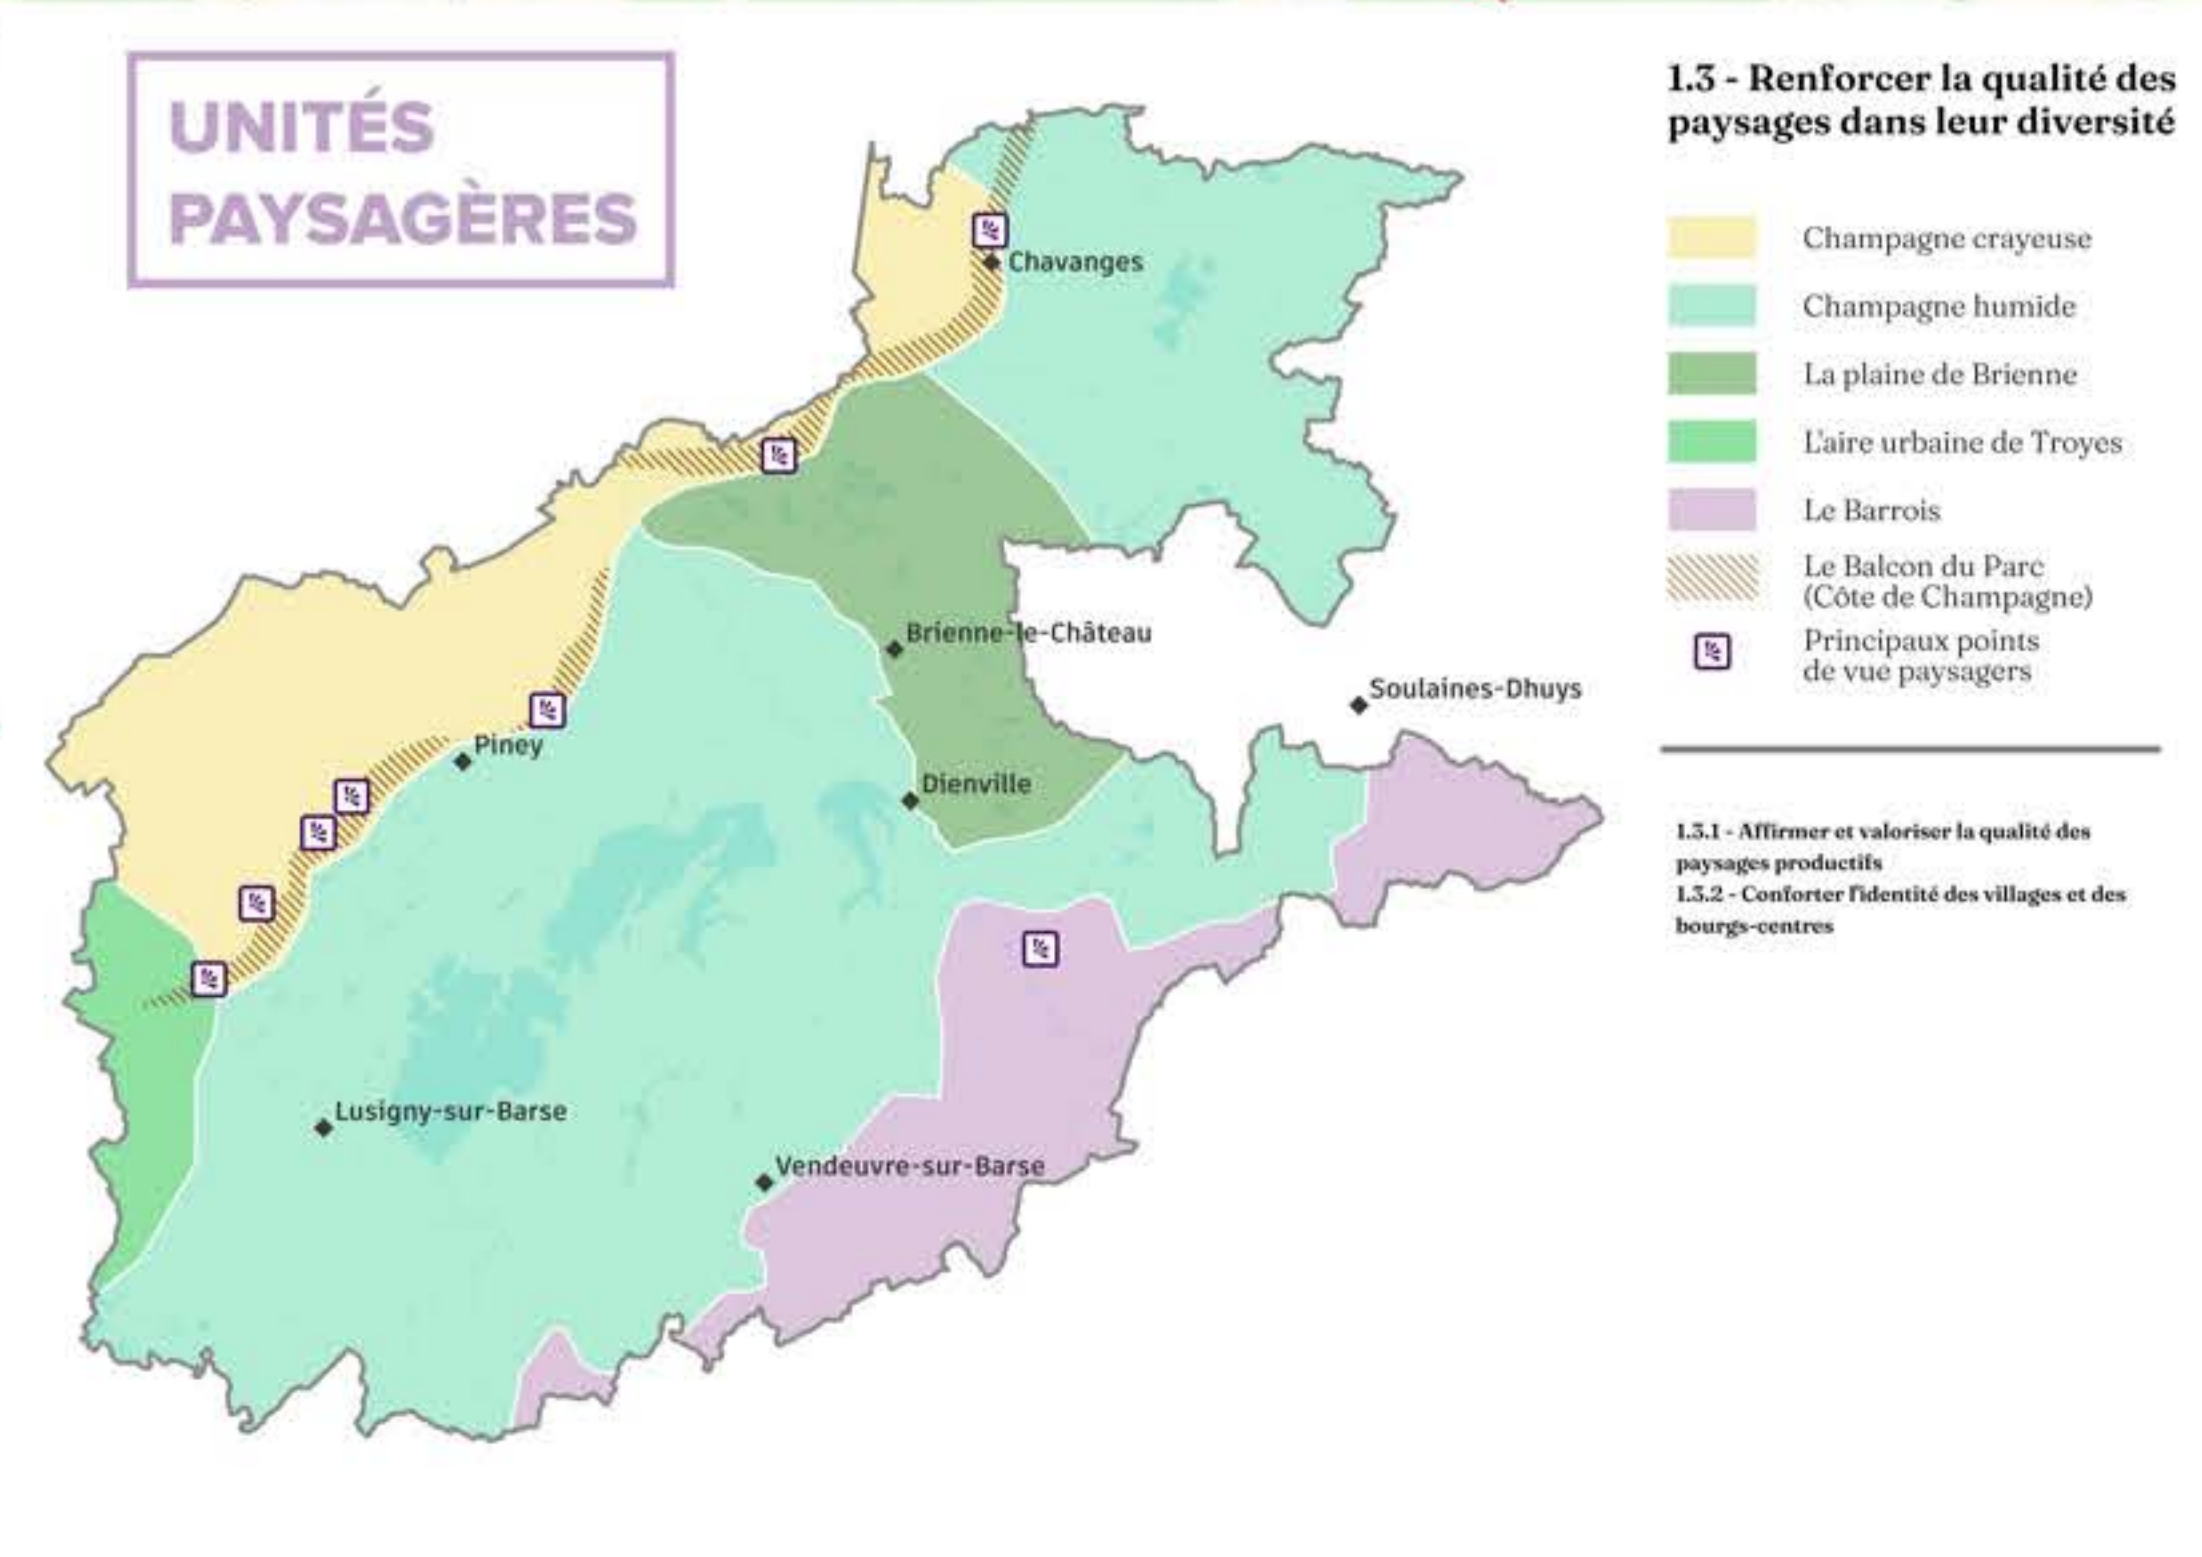 UNITÉS
PAYSAGÈRES
Chavanges
Brienne-le-Château
Soulaines-Dhuys
Piney
Dienville
Lusigny-sur-Barse
Vendeuvre-sur-Barse
1.3 - Renforcer la qualité des
paysages dans leur diversité
Champagne crayeuse
Champagne humide
La plaine de Brienne
L'aire urbaine de Troyes
Le Barrois
Le Balcon du Parc
(Côte de Champagne)
Principaux points
de vue paysagers
1.3.1 - Affirmer et valoriser la qualité des
paysages productifs
1.3.2 - Conforter l'identité des villages et des
bourgs-centres